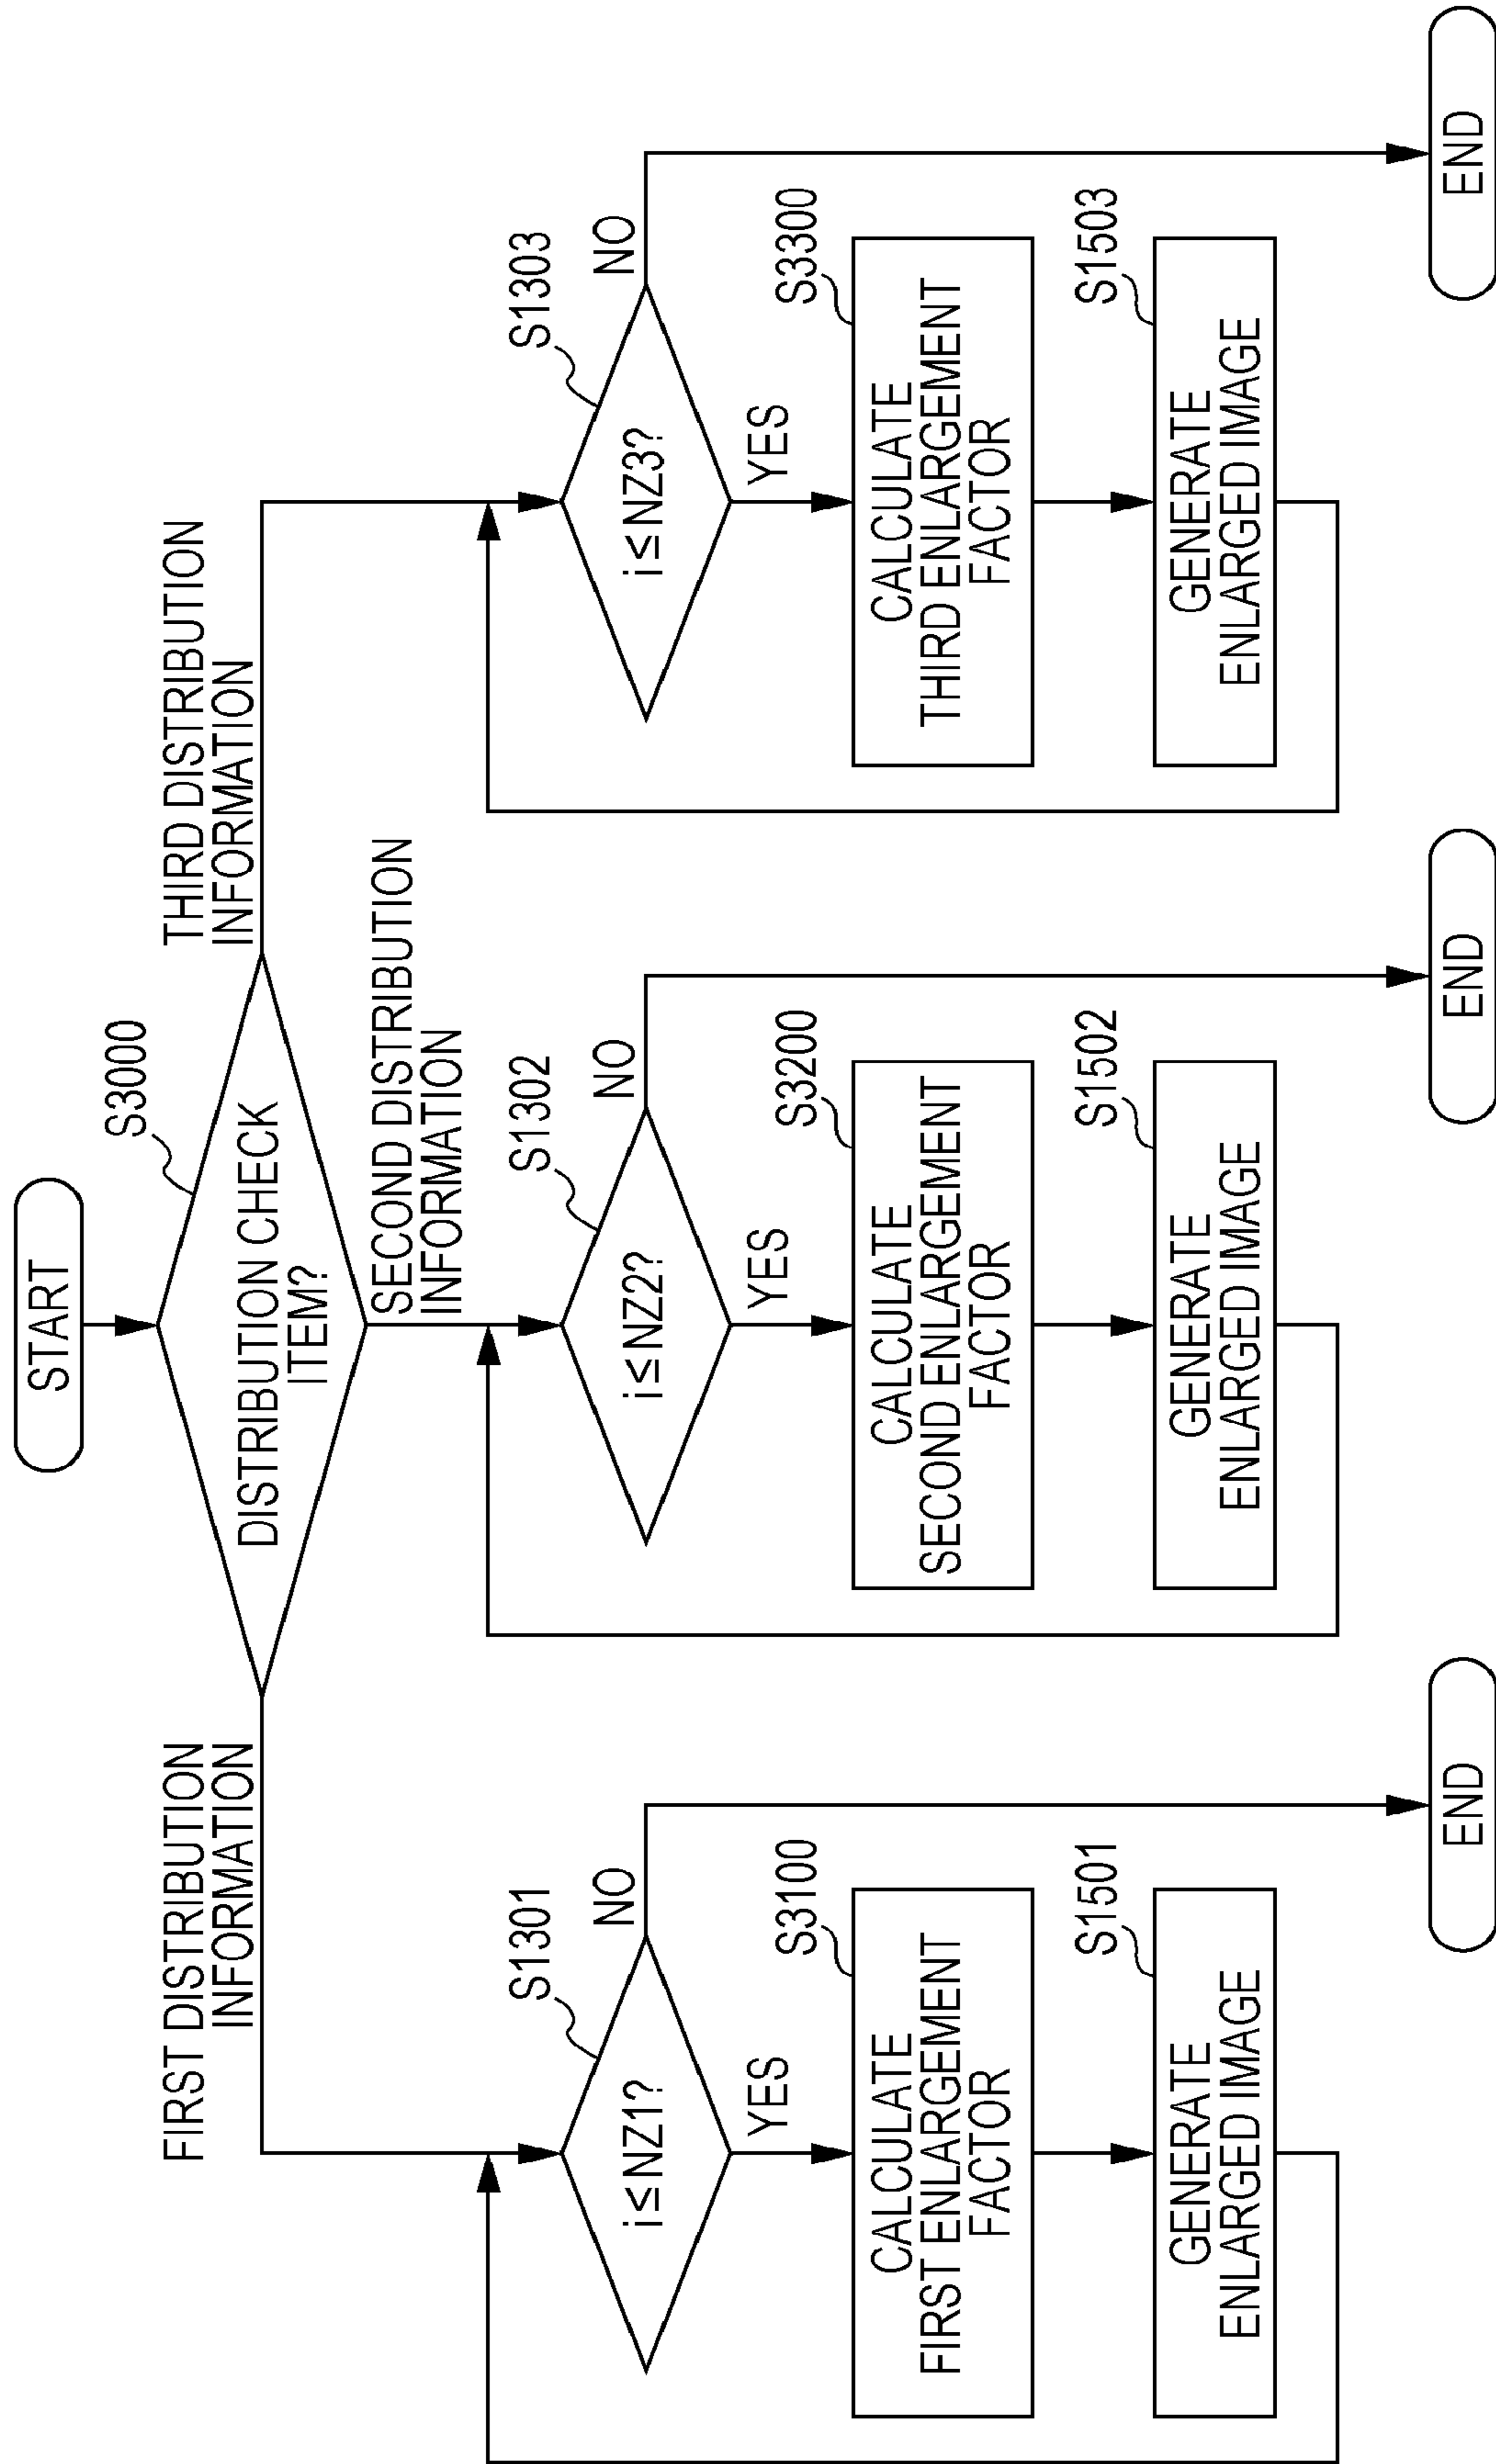 START
S3000
DISTRIBUTION CHECK
ITEM?
FIRST DISTRIBUTION
INFORMATION
SECOND DISTRIBUTION
INFORMATION
THIRD DISTRIBUTION
INFORMATION
S1301
i≤NZ1?
NO
YES
S3100
CALCULATE
FIRST ENLARGEMENT
FACTOR
S1501
GENERATE
ENLARGED IMAGE
END
S1302
i≤NZ2?
NO
YES
S3200
CALCULATE
SECOND ENLARGEMENT
FACTOR
S1502
GENERATE
ENLARGED IMAGE
END
S1303
i≤NZ3?
NO
YES
S3300
CALCULATE
THIRD ENLARGEMENT
FACTOR
S1503
GENERATE
ENLARGED IMAGE
END